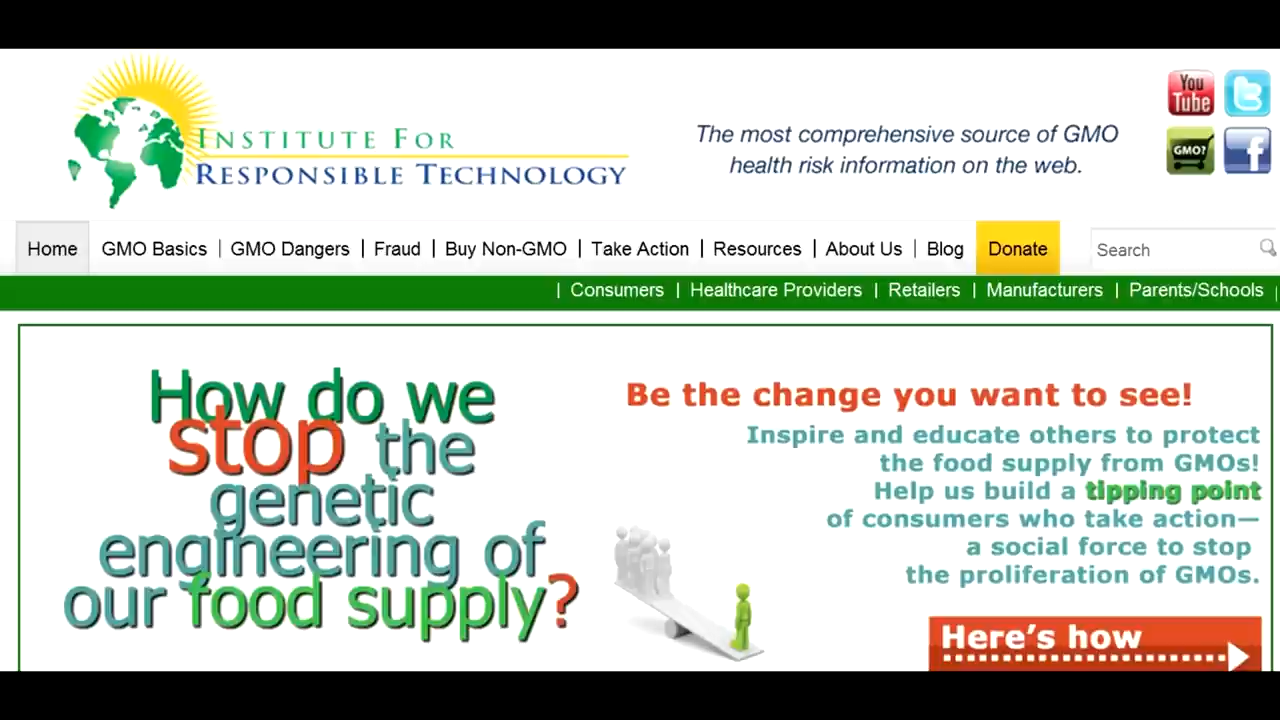 INSTITUTE FOR
RESPONSIBLE TECHNOLOGY
The most comprehensive source of GMO
health risk information on the web.
You
Tube
t
GMO?
f
Home | GMO Basics | GMO Dangers | Fraud | Buy Non-GMO | Take Action | Resources | About Us | Blog Donate Search
| Consumers | Healthcare Providers | Retailers | Manufacturers | Parents/Schools |
How do we
stop the
genetic
engineering of
our food supply?
Be the change you want to see!
Inspire and educate others to protect
the food supply from GMOs!
Help us build a tipping point
of consumers who take action—
a social force to stop
the proliferation of GMOs.
Here's how